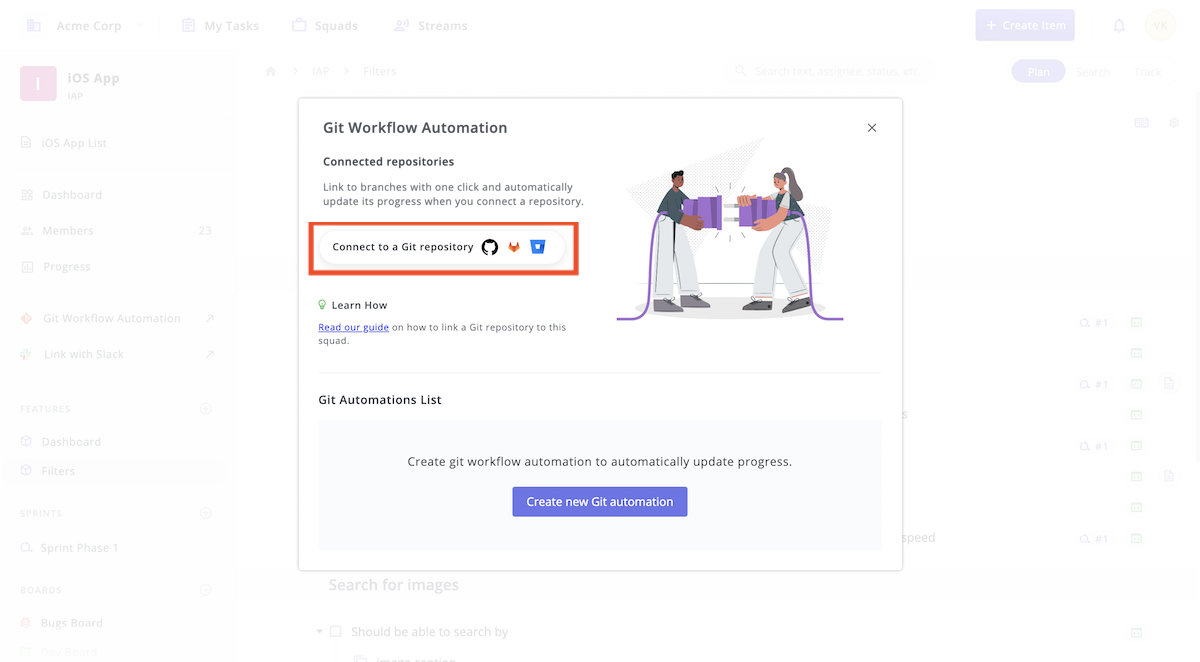 Acme Corp
My Tasks
Squads
Streams
+ Create Item
VK
I
iOS App
IAP
IAP
Filters
Search text, assignee, status, etc.
Plan
Search
Track
iOS App List
Dashboard
Members
23
Progress
Git Workflow Automation
Link with Slack
FEATURES
Dashboard
Filters
SPRINTS
Sprint Phase 1
BOARDS
Bugs Board
Dev Board
Git Workflow Automation
Connected repositories
Link to branches with one click and automatically
update its progress when you connect a repository.
Connect to a Git repository
Learn How
Read our guide on how to link a Git repository to this
squad.
Git Automations List
Create git workflow automation to automatically update progress.
Create new Git automation
#1
#1
s
#1
speed
#1
Search for images
Should be able to search by
image caption